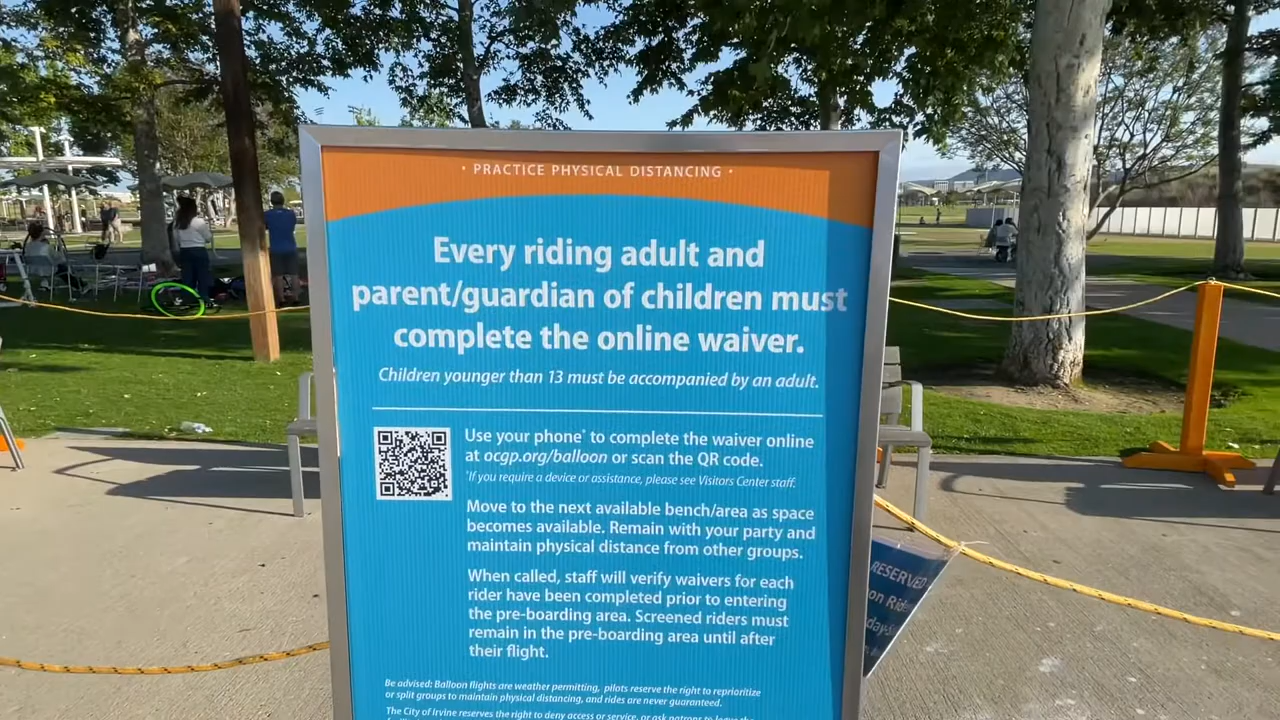 · PRACTICE PHYSICAL DISTANCING ·
Every riding adult and
parent/guardian of children must
complete the online waiver.
Children younger than 13 must be accompanied by an adult.
Use your phone* to complete the waiver online
at ocgp.org/balloon or scan the QR code.
*If you require a device or assistance, please see Visitors Center staff.
Move to the next available bench/area as space
becomes available. Remain with your party and
maintain physical distance from other groups.
When called, staff will verify waivers for each
rider have been completed prior to entering
the pre-boarding area. Screened riders must
remain in the pre-boarding area until after
their flight.
Be advised: Balloon flights are weather permitting, pilots reserve the right to reprioritize
or split groups to maintain physical distancing, and rides are never guaranteed.
The City of Irvine reserves the right to deny access or service, or ask patrons to leave the
RESERVED